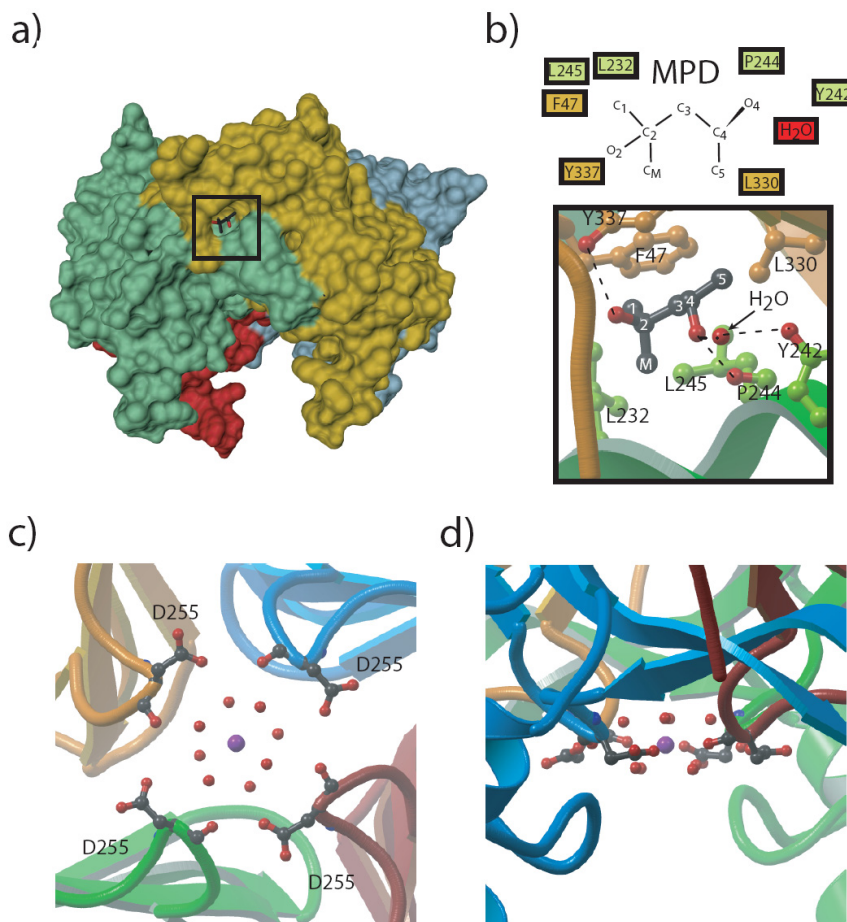 a)
b)
L245
L232
MPD
P244
Y242
F47
C1
C3
O4
H2O
C2
C4
O2
CM
C5
Y337
L330
Y337
F47
L330
5
1
3
4
H2O
2
Y242
M
L245
P244
L232
c)
d)
D255
D255
D255
D255